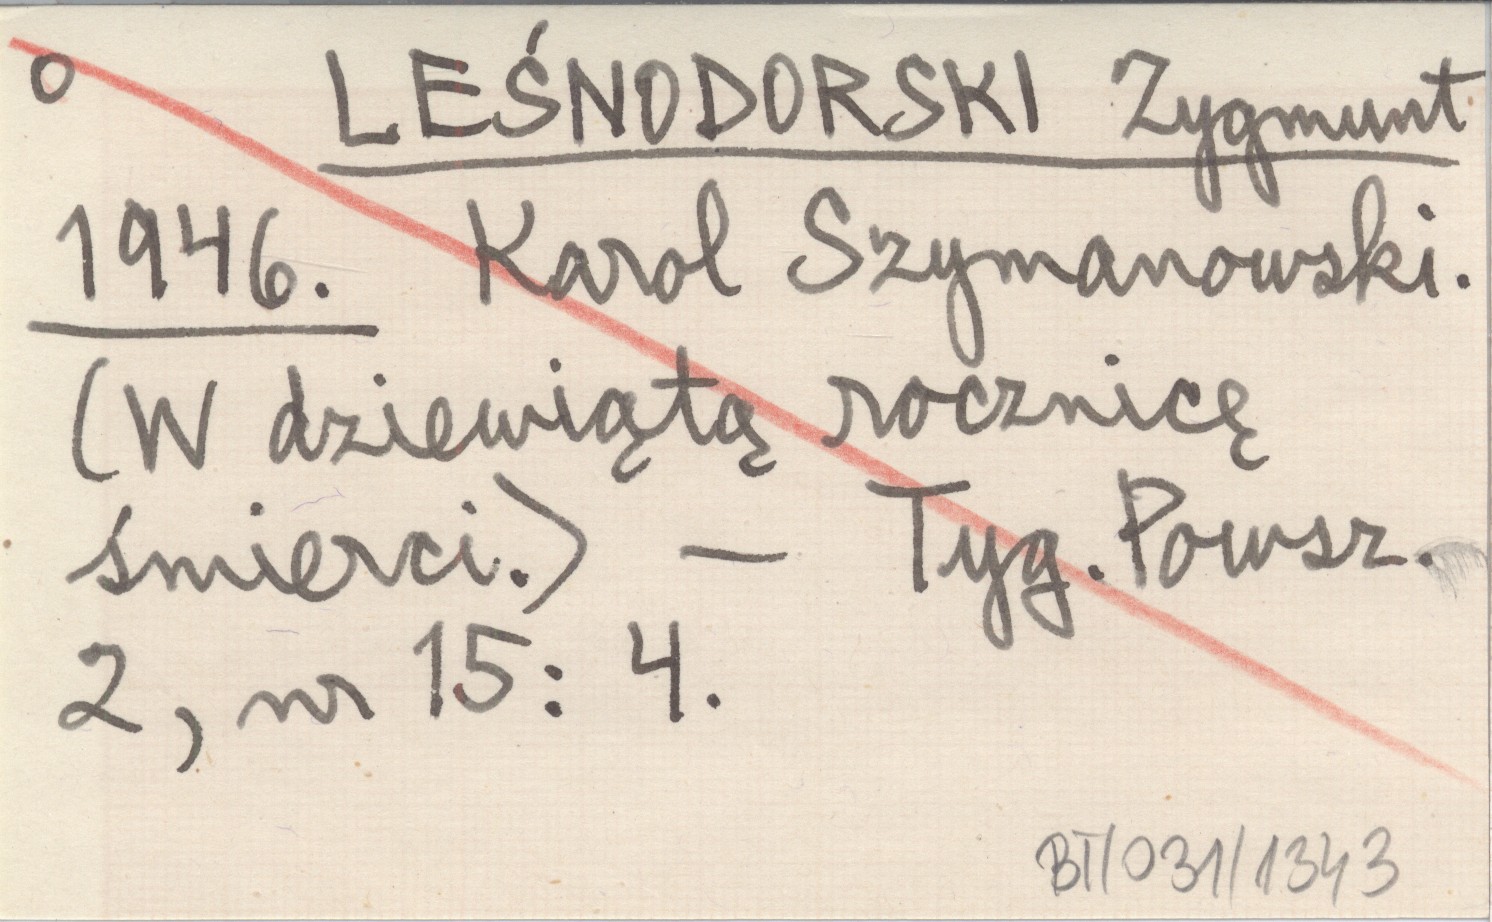 o LEŚNODORSKI Zygmunt
1946. Karol Szymanowski.
(W dziewiątą rocznicę
śmierci.) — Tyg. Powsz.
2, nr 15: 4.
BT/031/1343